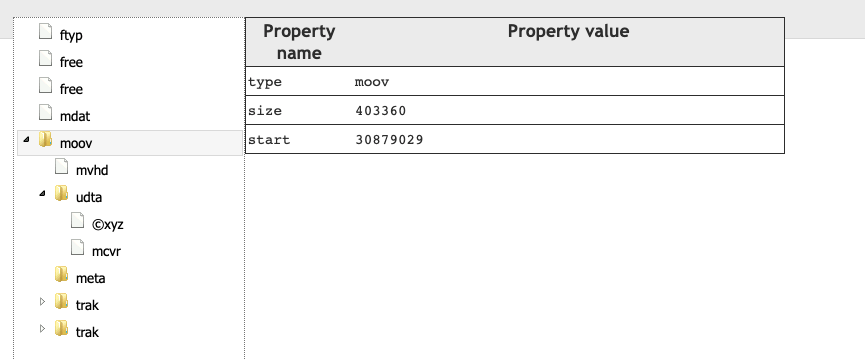 ftyp
free
free
mdat
moov
mvhd
udta
©xyz
mcvr
meta
trak
trak
Property name Property value
type moov
size 403360
start 30879029